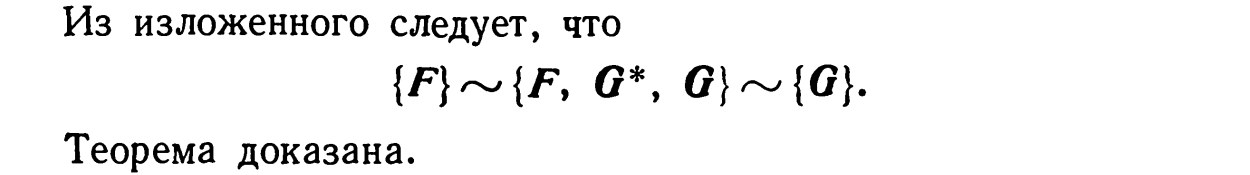 Из изложенного следует, что
{F} ~ {F, G*, G} ~ {G}.
Теорема доказана.